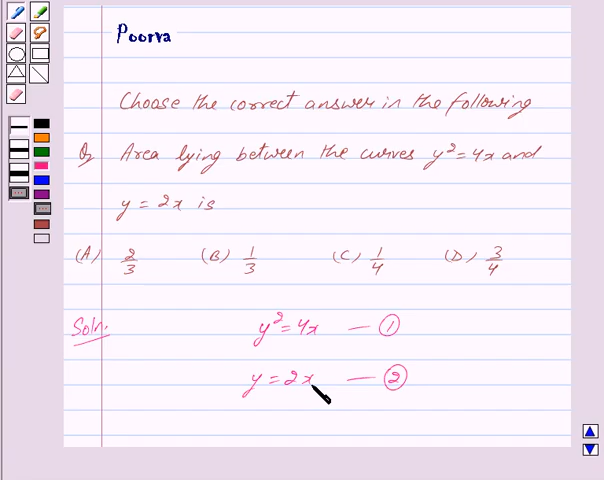 Poorva
Choose the correct answer in the following
Q Area lying between the curves y² = 4x and
y = 2x is
(A) 2/3 (B) 1/3 (C) 1/4 (D) 3/4
Soln. y² = 4x — ①
y = 2x — ②